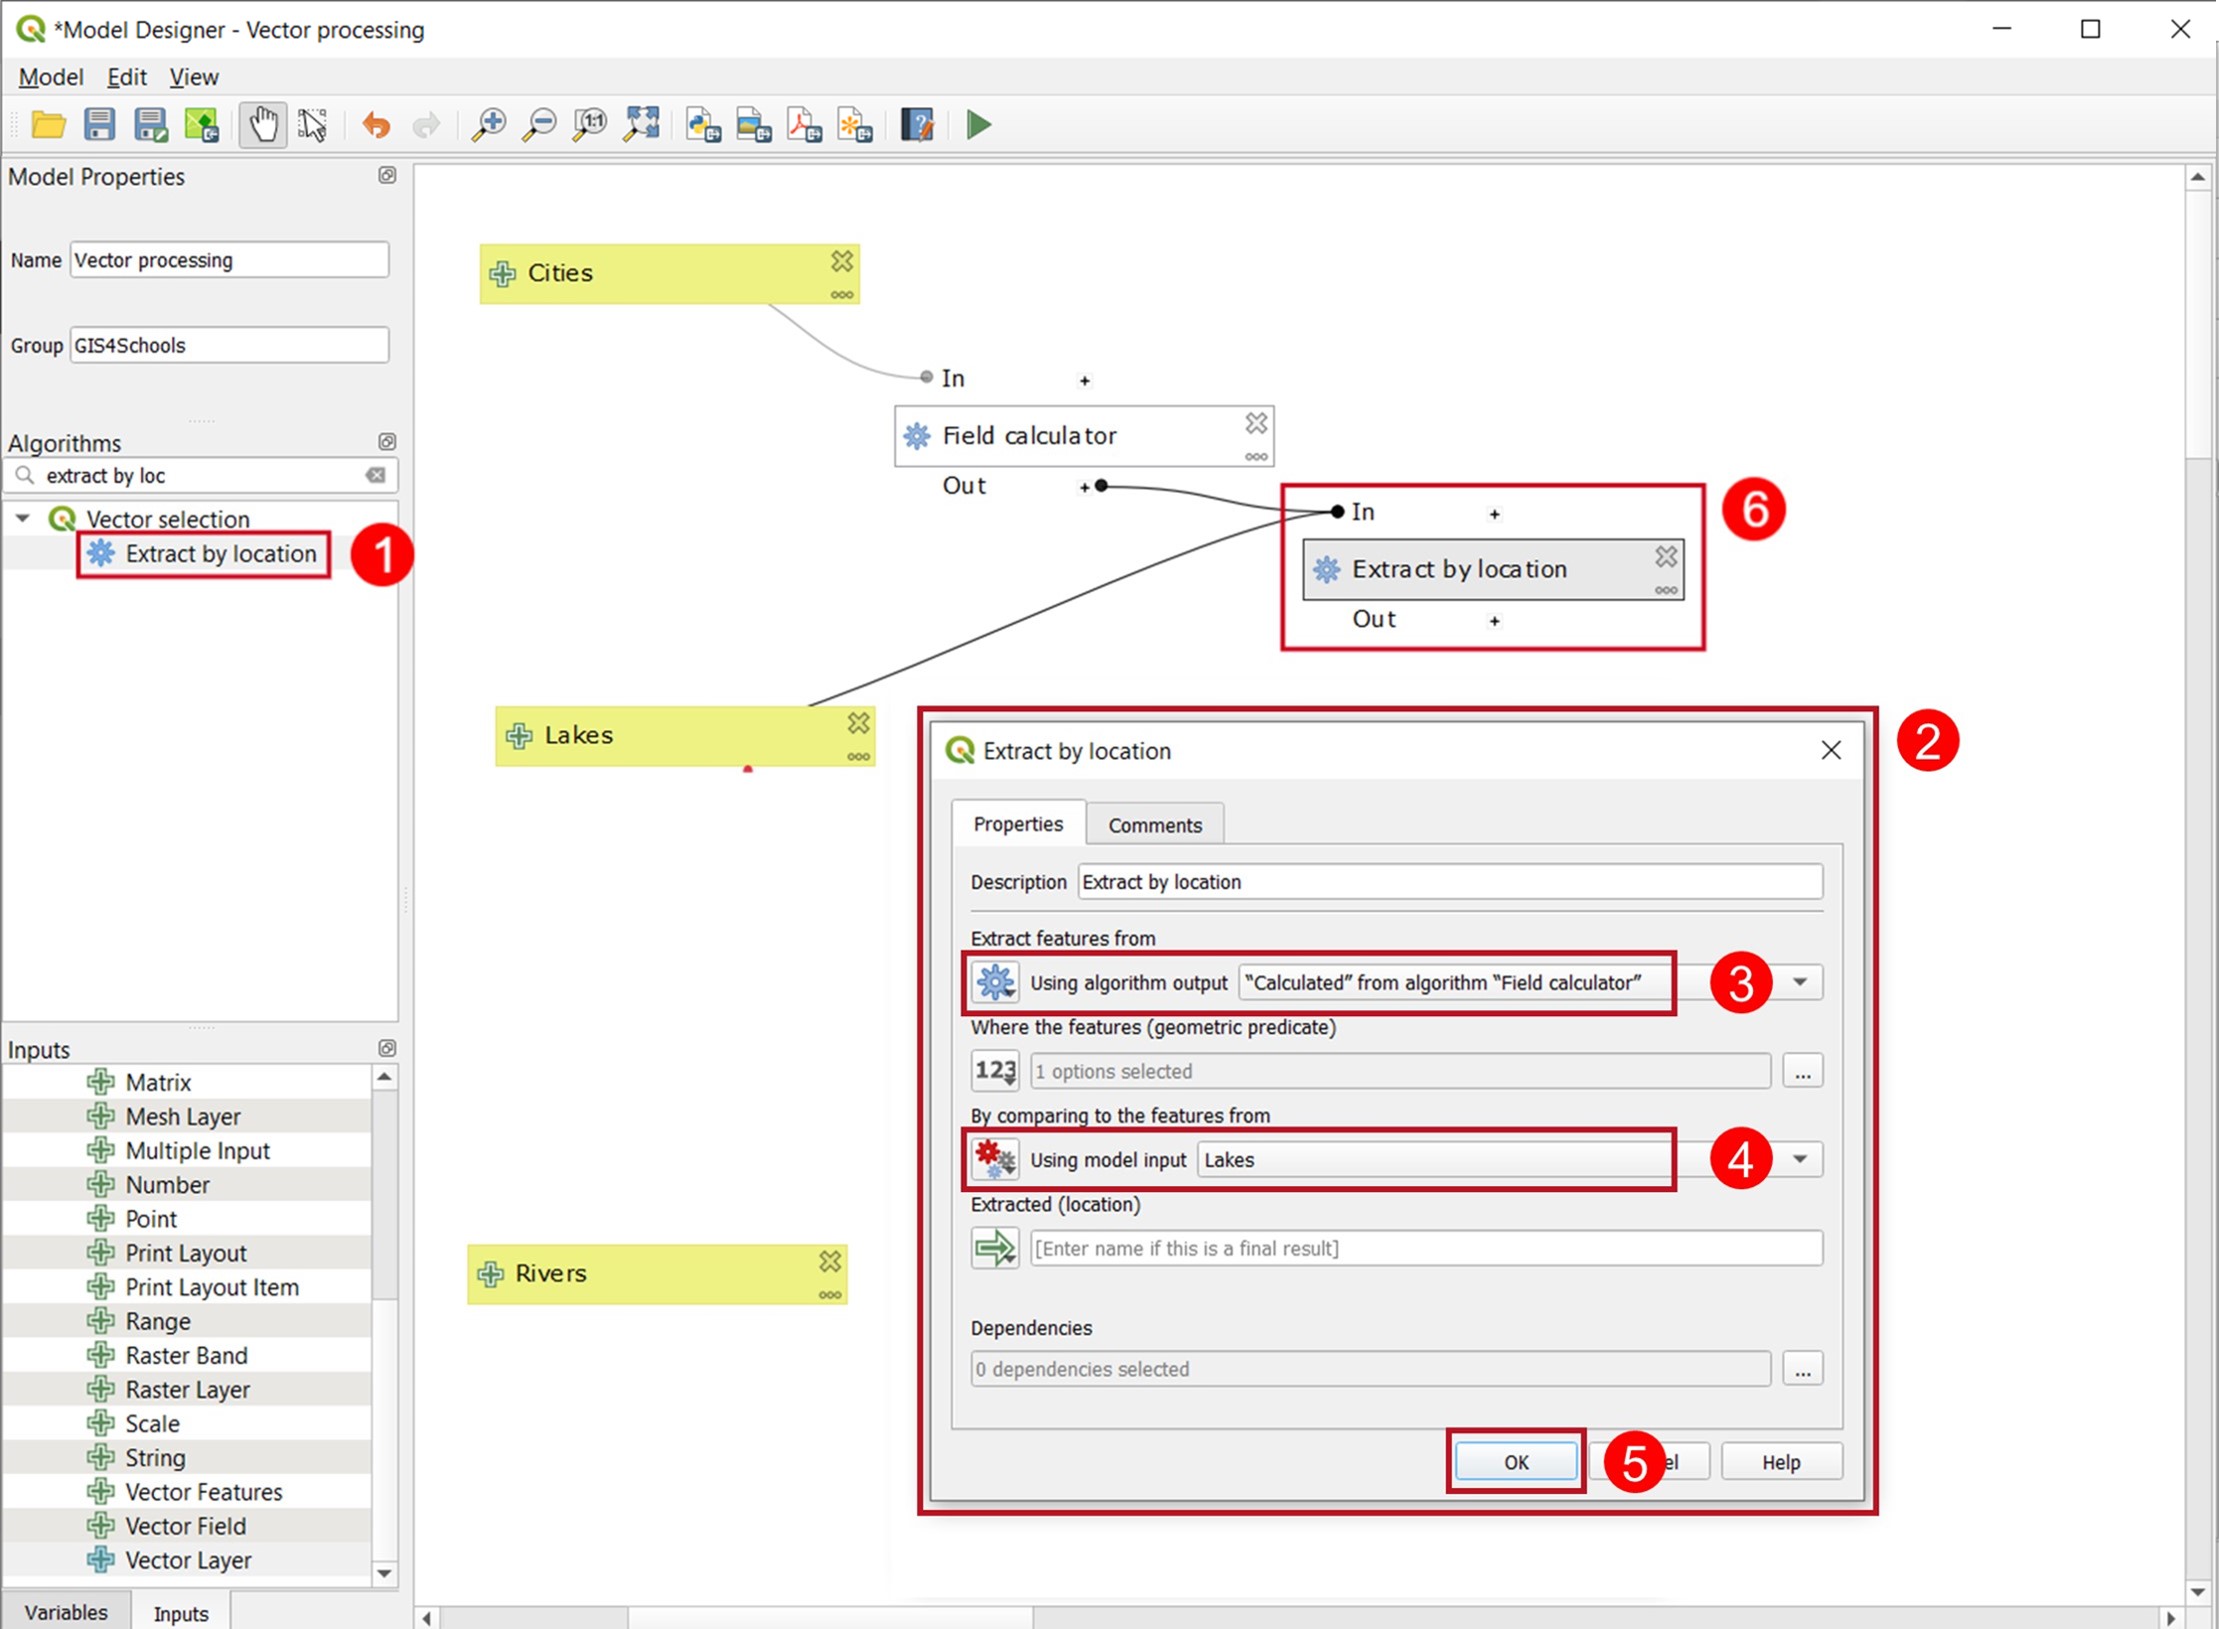 *Model Designer - Vector processing
Model Edit View
1:1
Model Properties
Name Vector processing
Group GIS4Schools
Algorithms
extract by loc
Vector selection
Extract by location
1
Inputs
Matrix
Mesh Layer
Multiple Input
Number
Point
Print Layout
Print Layout Item
Range
Raster Band
Raster Layer
Scale
String
Vector Features
Vector Field
Vector Layer
Variables Inputs
Cities
In +
Field calculator
Out +
In +
Extract by location
Out +
6
Lakes
Rivers
2
Extract by location
Properties Comments
Description Extract by location
Extract features from
Using algorithm output “Calculated” from algorithm “Field calculator” 3
Where the features (geometric predicate)
123 1 options selected ...
By comparing to the features from
Using model input Lakes 4
Extracted (location)
[Enter name if this is a final result]
Dependencies
0 dependencies selected ...
OK 5 el Help